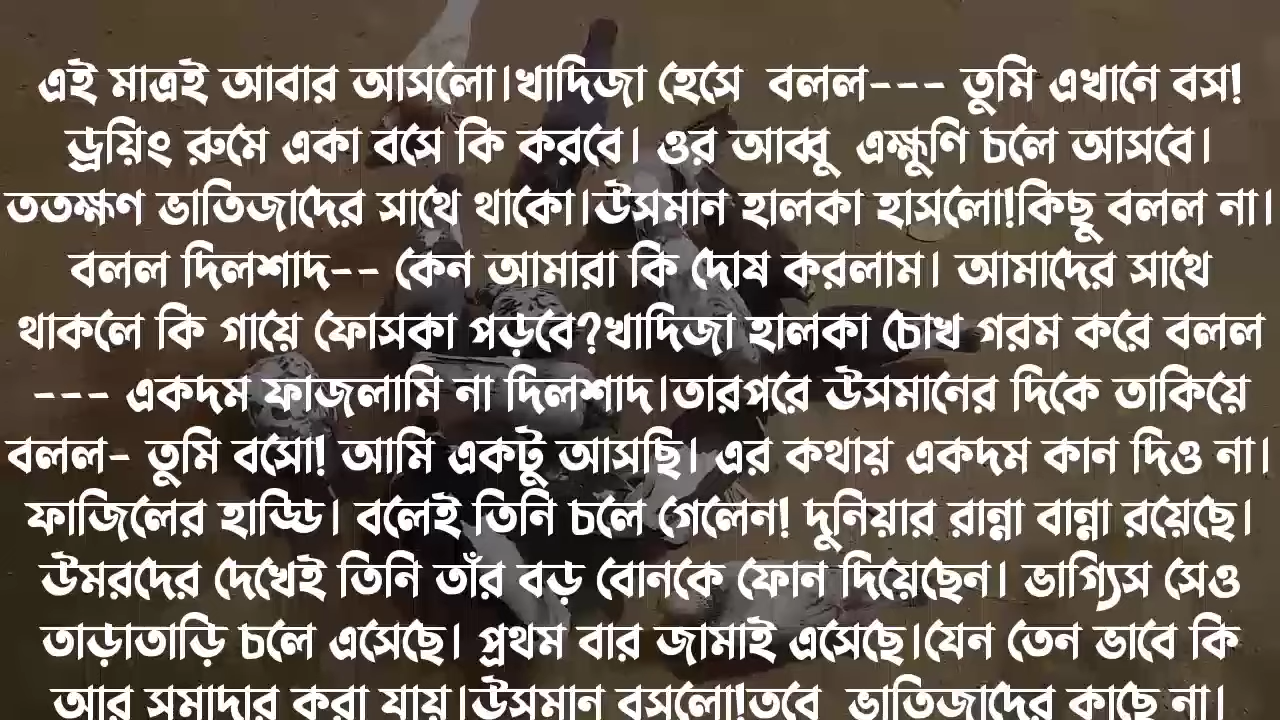 এই মাত্রই আবার আসলো।খাদিজা হেসে বলল--- তুমি এখানে বস!
ড্রয়িং রুমে একা বসে কি করবে। ওর আব্বু এক্ষুণি চলে আসবে।
ততক্ষণ ভাতিজাদের সাথে থাকো।উসমান হালকা হাসলো!কিছু বলল না।
বলল দিলশাদ-- কেন আমারা কি দোষ করলাম। আমাদের সাথে
থাকলে কি গায়ে ফোসকা পড়বে?খাদিজা হালকা চোখ গরম করে বলল
--- একদম ফাজলামি না দিলশাদ।তারপরে উসমানের দিকে তাকিয়ে
বলল- তুমি বসো! আমি একটু আসছি। এর কথায় একদম কান দিও না।
ফাজিলের হাড্ডি। বলেই তিনি চলে গেলেন! দুনিয়ার রান্না বান্না রয়েছে।
উমরদের দেখেই তিনি তাঁর বড় বোনকে ফোন দিয়েছেন। ভাগ্যিস সেও
তাড়াতাড়ি চলে এসেছে। প্রথম বার জামাই এসেছে।যেন তেন ভাবে কি
আর সমাদার করা যায়।উসমান বসলো!তবে ভাতিজাদের কাছে না।